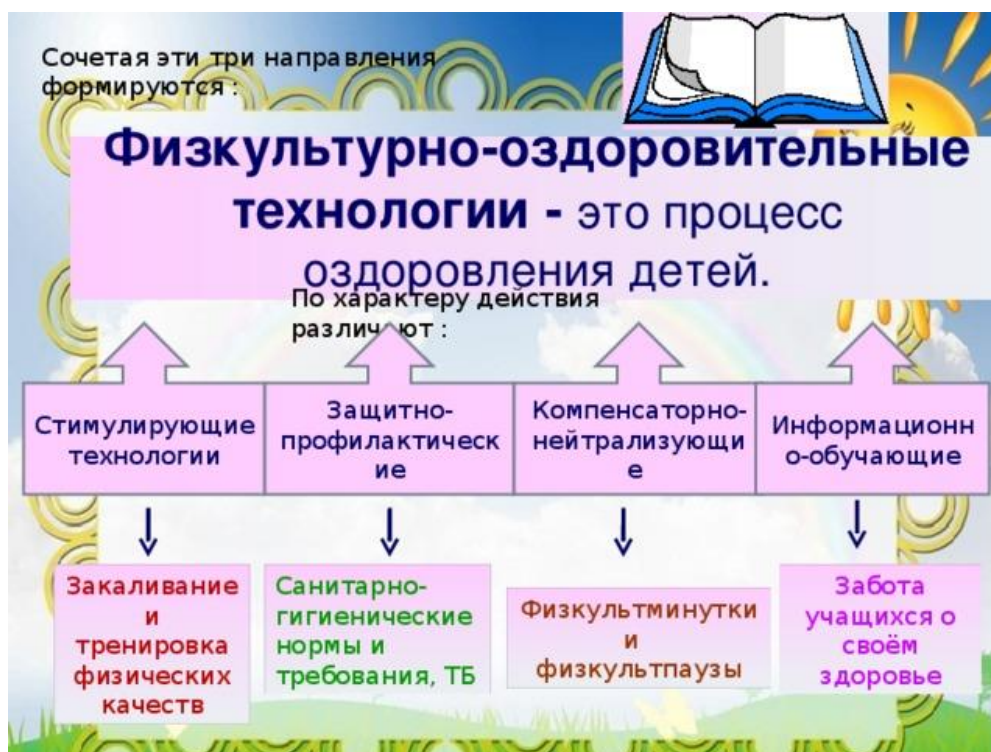 Сочетая эти три направления
формируются :
Физкультурно-оздоровительные
технологии - это процесс
оздоровления детей.
По характеру действия
различают :
Стимулирующие
технологии
Защитно-
профилактическ
ие
Компенсаторно-
нейтрализующи
е
Информационн
о-обучающие
Закаливание
и
тренировка
физических
качеств
Санитарно-
гигиенические
нормы и
требования, ТБ
Физкультминутки
и
физкультпаузы
Забота
учащихся о
своём
здоровье